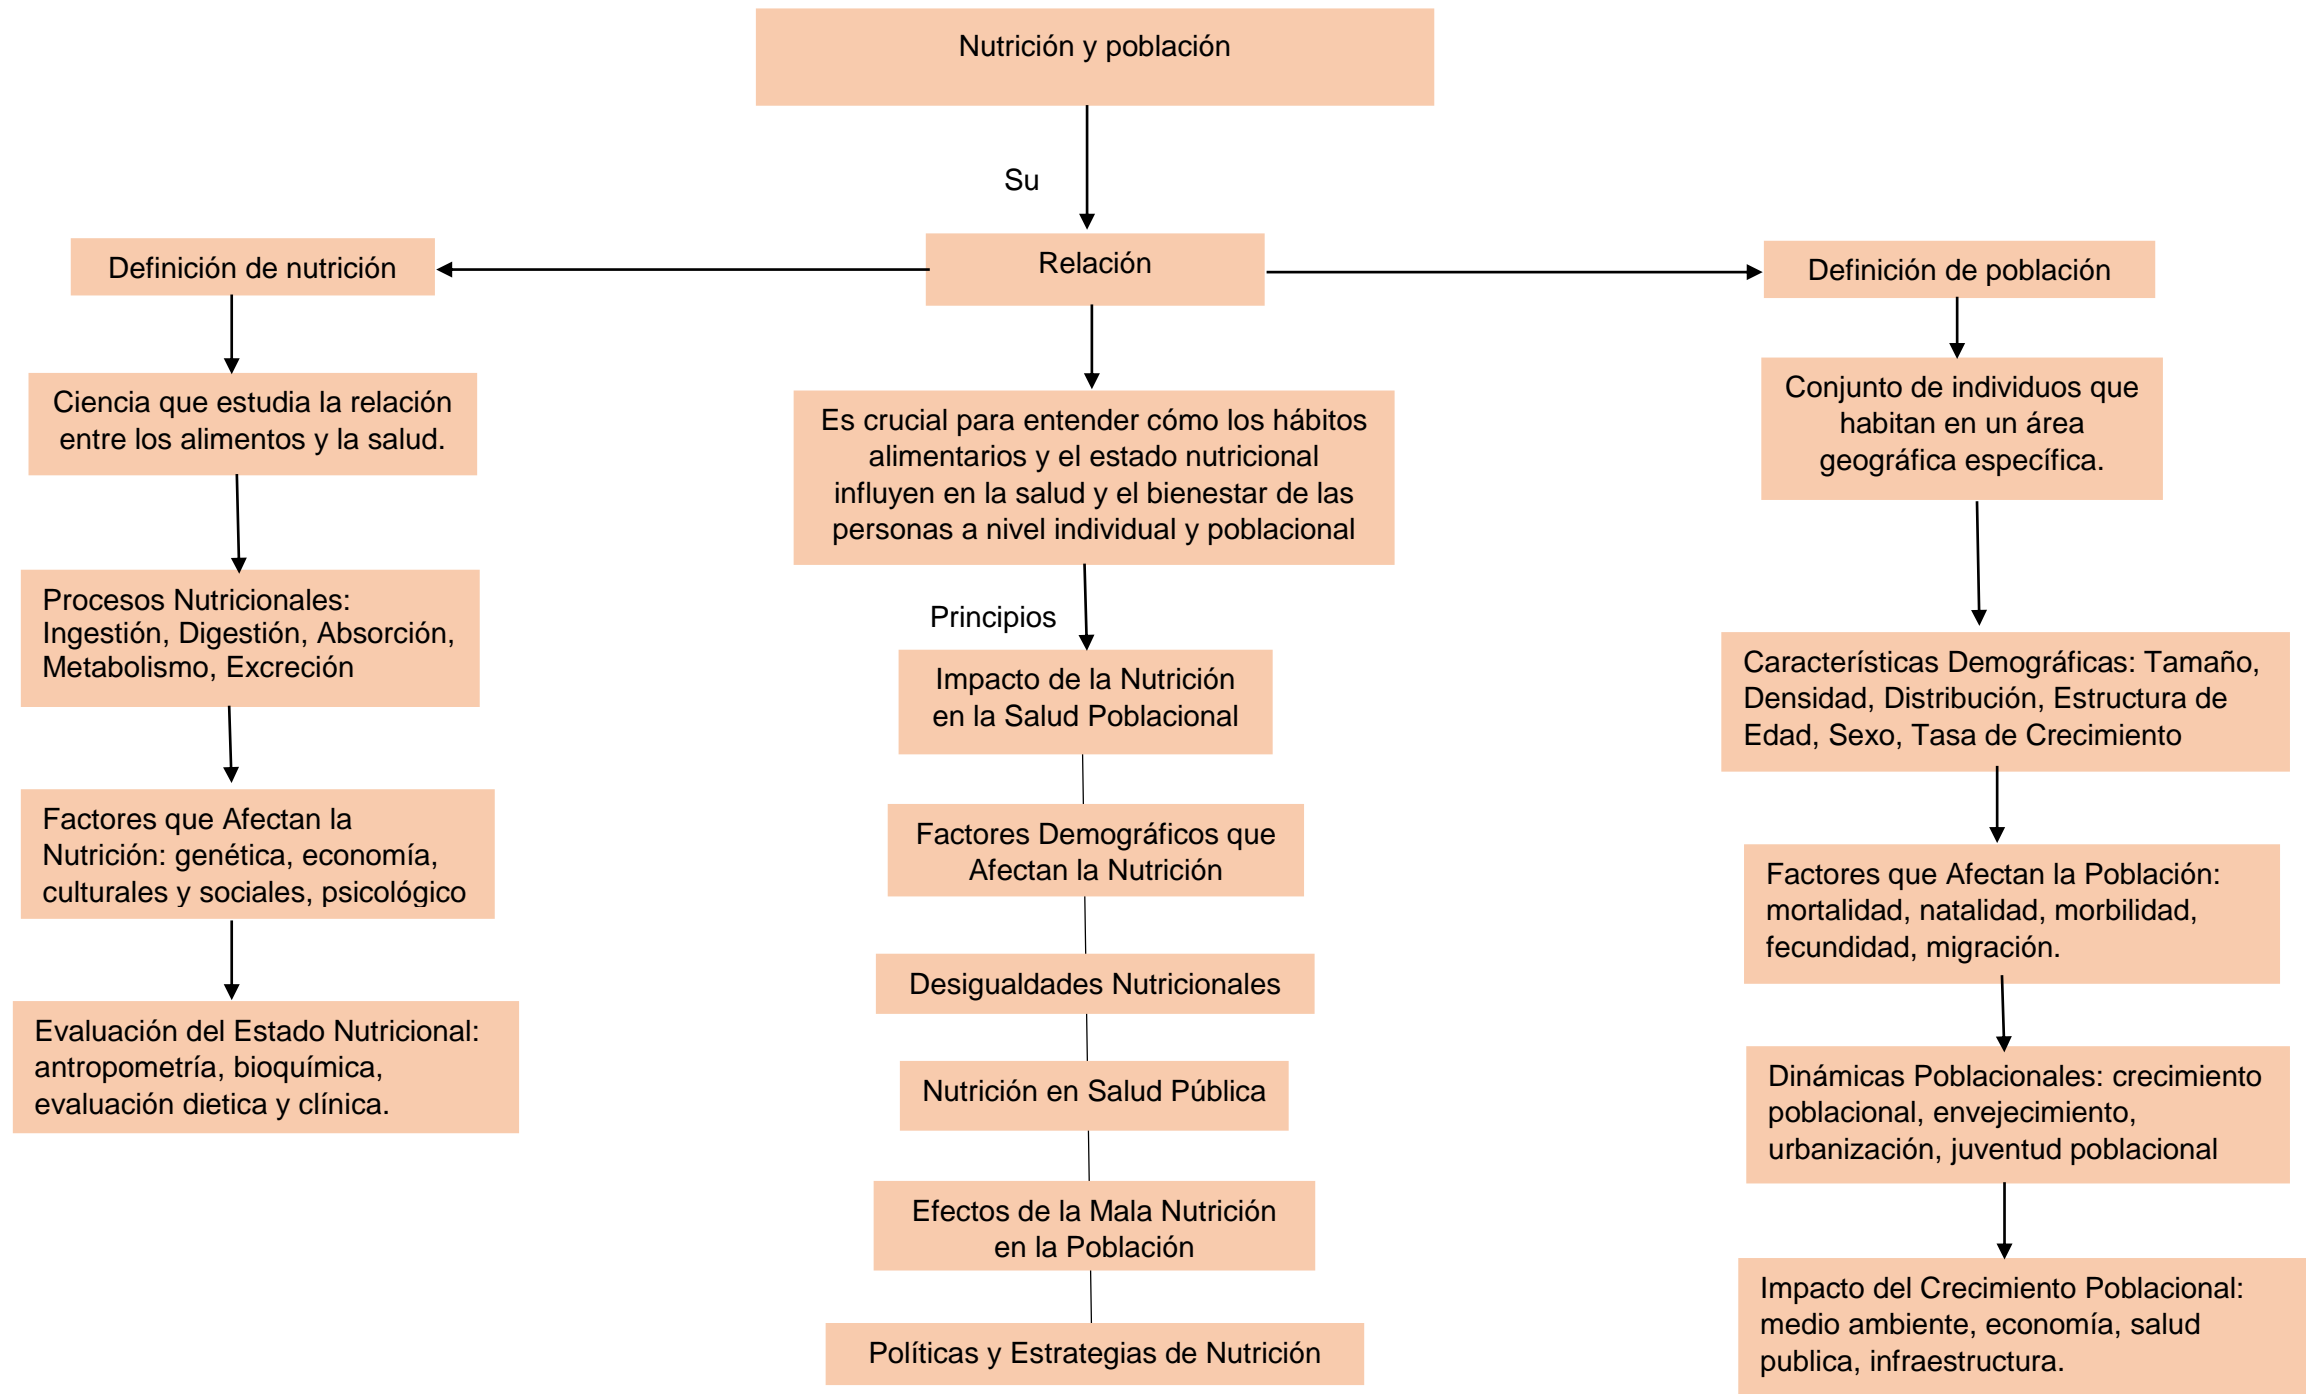 Nutrición y población
Su
Relación
Definición de nutrición
Ciencia que estudia la relación
entre los alimentos y la salud.
Procesos Nutricionales:
Ingestión, Digestión, Absorción,
Metabolismo, Excreción
Factores que Afectan la
Nutrición: genética, economía,
culturales y sociales, psicológico
Evaluación del Estado Nutricional:
antropometría, bioquímica,
evaluación dietica y clínica.
Es crucial para entender cómo los hábitos
alimentarios y el estado nutricional
influyen en la salud y el bienestar de las
personas a nivel individual y poblacional
Principios
Impacto de la Nutrición
en la Salud Poblacional
Factores Demográficos que
Afectan la Nutrición
Desigualdades Nutricionales
Nutrición en Salud Pública
Efectos de la Mala Nutrición
en la Población
Políticas y Estrategias de Nutrición
Definición de población
Conjunto de individuos que
habitan en un área
geográfica específica.
Características Demográficas: Tamaño,
Densidad, Distribución, Estructura de
Edad, Sexo, Tasa de Crecimiento
Factores que Afectan la Población:
mortalidad, natalidad, morbilidad,
fecundidad, migración.
Dinámicas Poblacionales: crecimiento
poblacional, envejecimiento,
urbanización, juventud poblacional
Impacto del Crecimiento Poblacional:
medio ambiente, economía, salud
publica, infraestructura.